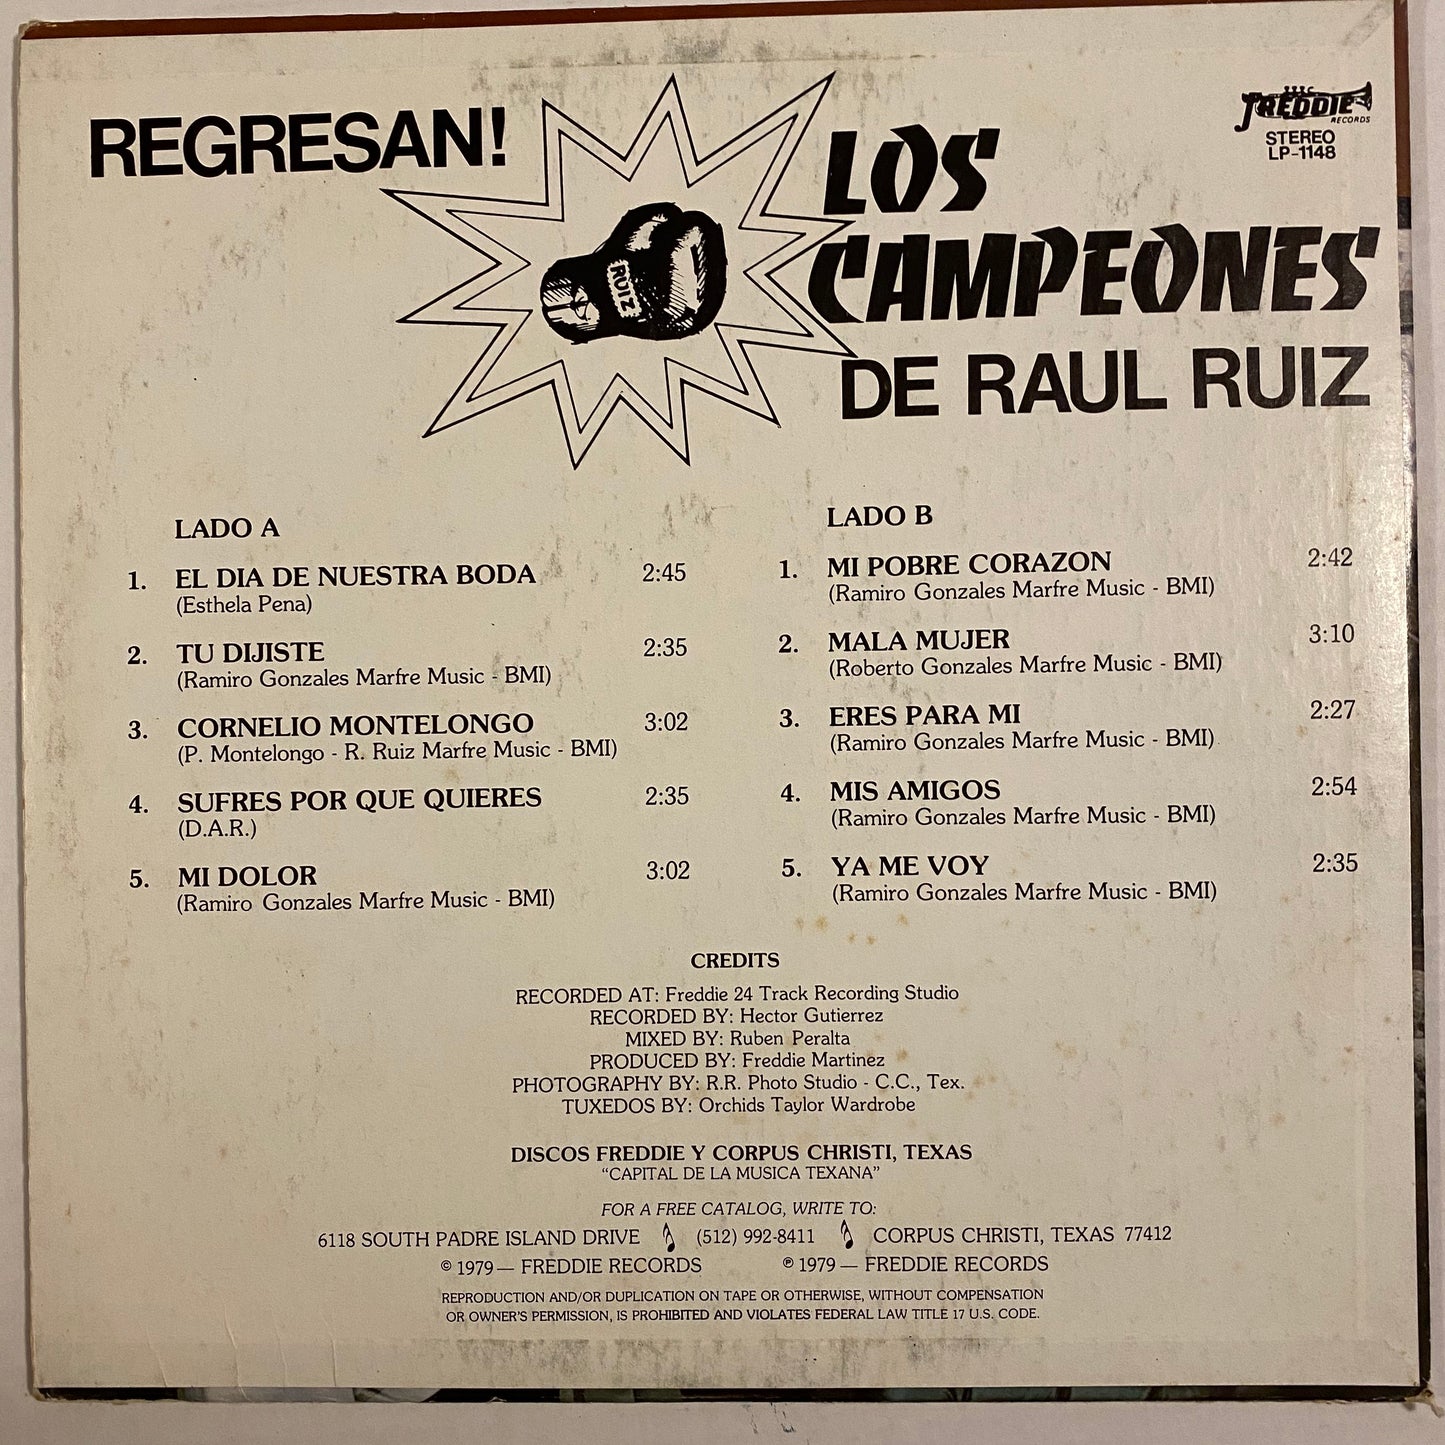 REGRESAN!
LOS
CAMPEONES
DE RAUL RUIZ
RUIZ
FREDDIE
RECORDS
STEREO
LP-1148
LADO A
1. EL DIA DE NUESTRA BODA 2:45
(Esthela Pena)
2. TU DIJISTE 2:35
(Ramiro Gonzales Marfre Music - BMI)
3. CORNELIO MONTELONGO 3:02
(P. Montelongo - R. Ruiz Marfre Music - BMI)
4. SUFRES POR QUE QUIERES 2:35
(D.A.R.)
5. MI DOLOR 3:02
(Ramiro Gonzales Marfre Music - BMI)
LADO B
1. MI POBRE CORAZON 2:42
(Ramiro Gonzales Marfre Music - BMI)
2. MALA MUJER 3:10
(Roberto Gonzales Marfre Music - BMI)
3. ERES PARA MI 2:27
(Ramiro Gonzales Marfre Music - BMI)
4. MIS AMIGOS 2:54
(Ramiro Gonzales Marfre Music - BMI)
5. YA ME VOY 2:35
(Ramiro Gonzales Marfre Music - BMI)
CREDITS
RECORDED AT: Freddie 24 Track Recording Studio
RECORDED BY: Hector Gutierrez
MIXED BY: Ruben Peralta
PRODUCED BY: Freddie Martinez
PHOTOGRAPHY BY: R.R. Photo Studio - C.C., Tex.
TUXEDOS BY: Orchids Taylor Wardrobe
DISCOS FREDDIE Y CORPUS CHRISTI, TEXAS
"CAPITAL DE LA MUSICA TEXANA"
FOR A FREE CATALOG, WRITE TO:
6118 SOUTH PADRE ISLAND DRIVE (512) 992-8411 CORPUS CHRISTI, TEXAS 77412
© 1979 — FREDDIE RECORDS ℗ 1979 — FREDDIE RECORDS
REPRODUCTION AND/OR DUPLICATION ON TAPE OR OTHERWISE, WITHOUT COMPENSATION
OR OWNER'S PERMISSION, IS PROHIBITED AND VIOLATES FEDERAL LAW TITLE 17 U.S. CODE.